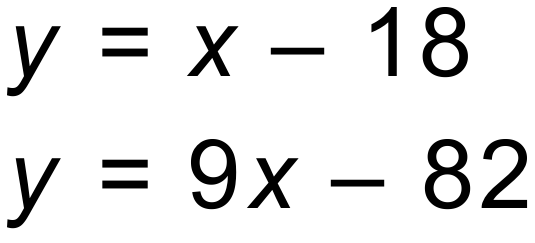 y = x – 18
y = 9x – 82